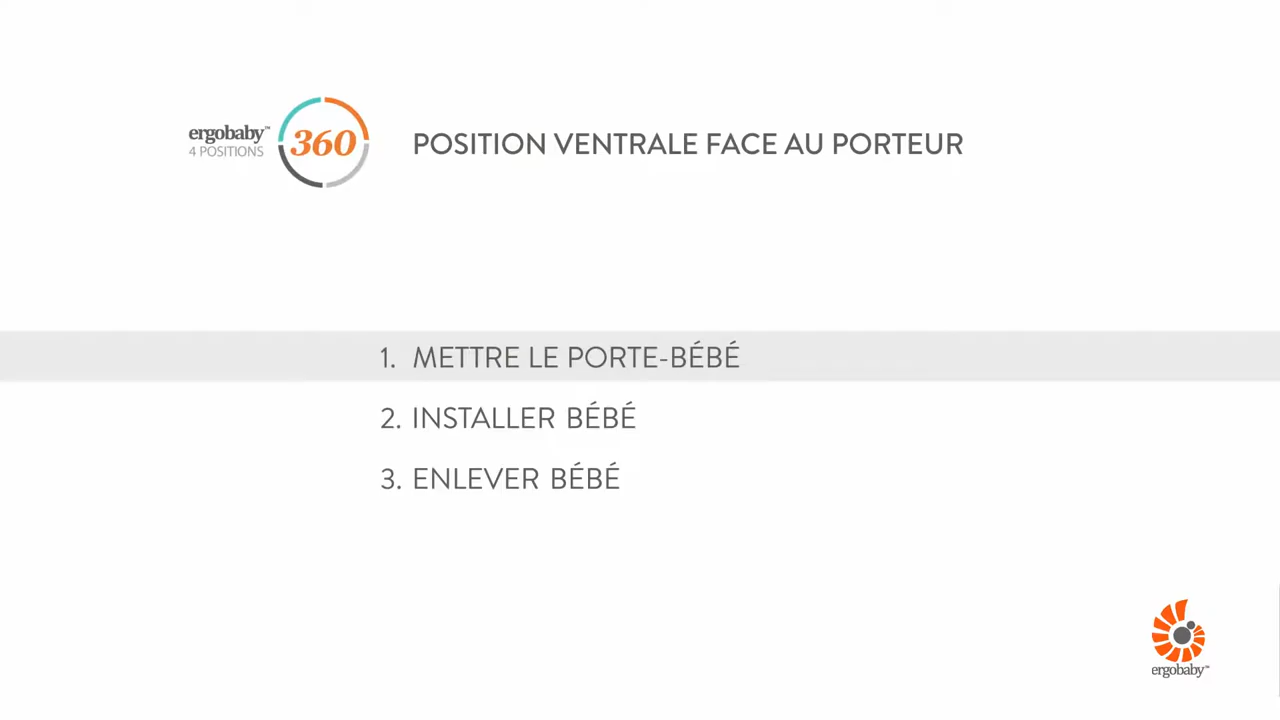 ergobaby™
4 POSITIONS
360
POSITION VENTRALE FACE AU PORTEUR
1. METTRE LE PORTE-BÉBÉ
2. INSTALLER BÉBÉ
3. ENLEVER BÉBÉ
ergobaby™